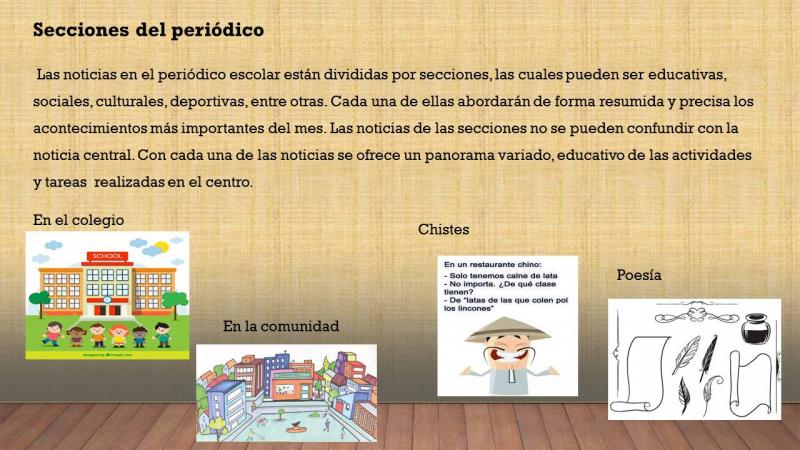 Secciones del periódico
Las noticias en el periódico escolar están divididas por secciones, las cuales pueden ser educativas,
sociales, culturales, deportivas, entre otras. Cada una de ellas abordarán de forma resumida y precisa los
acontecimientos más importantes del mes. Las noticias de las secciones no se pueden confundir con la
noticia central. Con cada una de las noticias se ofrece un panorama variado, educativo de las actividades
y tareas realizadas en el centro.
En el colegio
SCHOOL
designed by freepik.com
En la comunidad
Chistes
En un restaurante chino:
- Solo tenemos calne de lata
- No importa. ¿De qué clase
tienen?
- De "latas de las que colen pol
los lincones"
Poesía